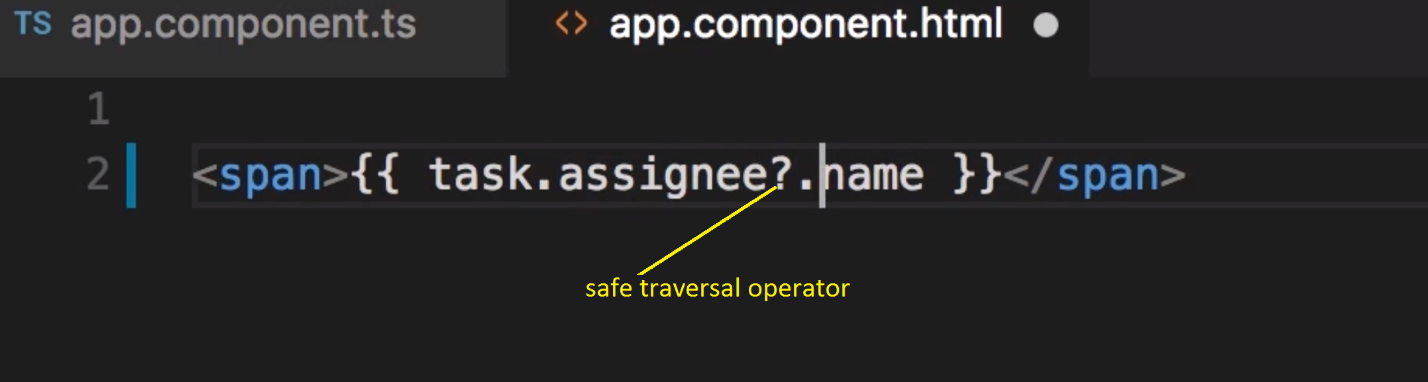 TS app.component.ts <> app.component.html
1
2 <span>{{ task.assignee?.name }}</span>
safe traversal operator